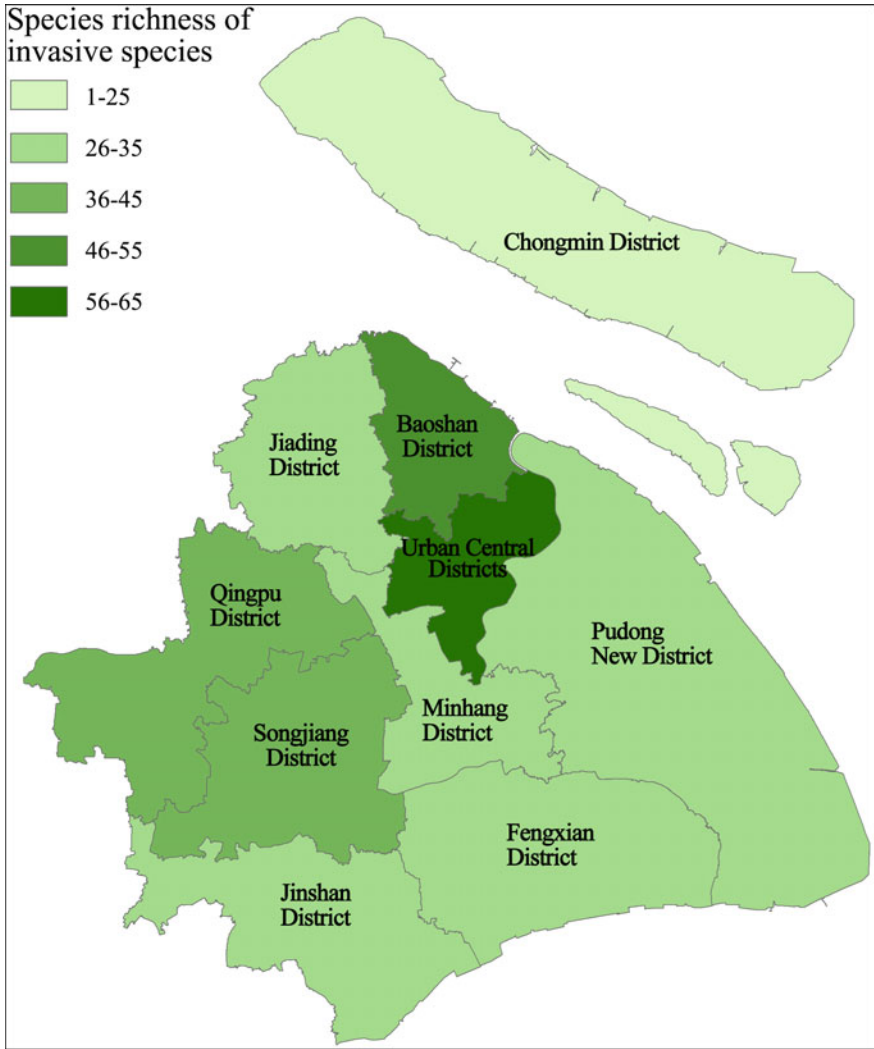 Species richness of
invasive species
1-25
26-35
36-45
46-55
56-65
Chongmin District
Baoshan
District
Jiading
District
Urban Central
Districts
Qingpu
District
Pudong
New District
Minhang
District
Songjiang
District
Fengxian
District
Jinshan
District